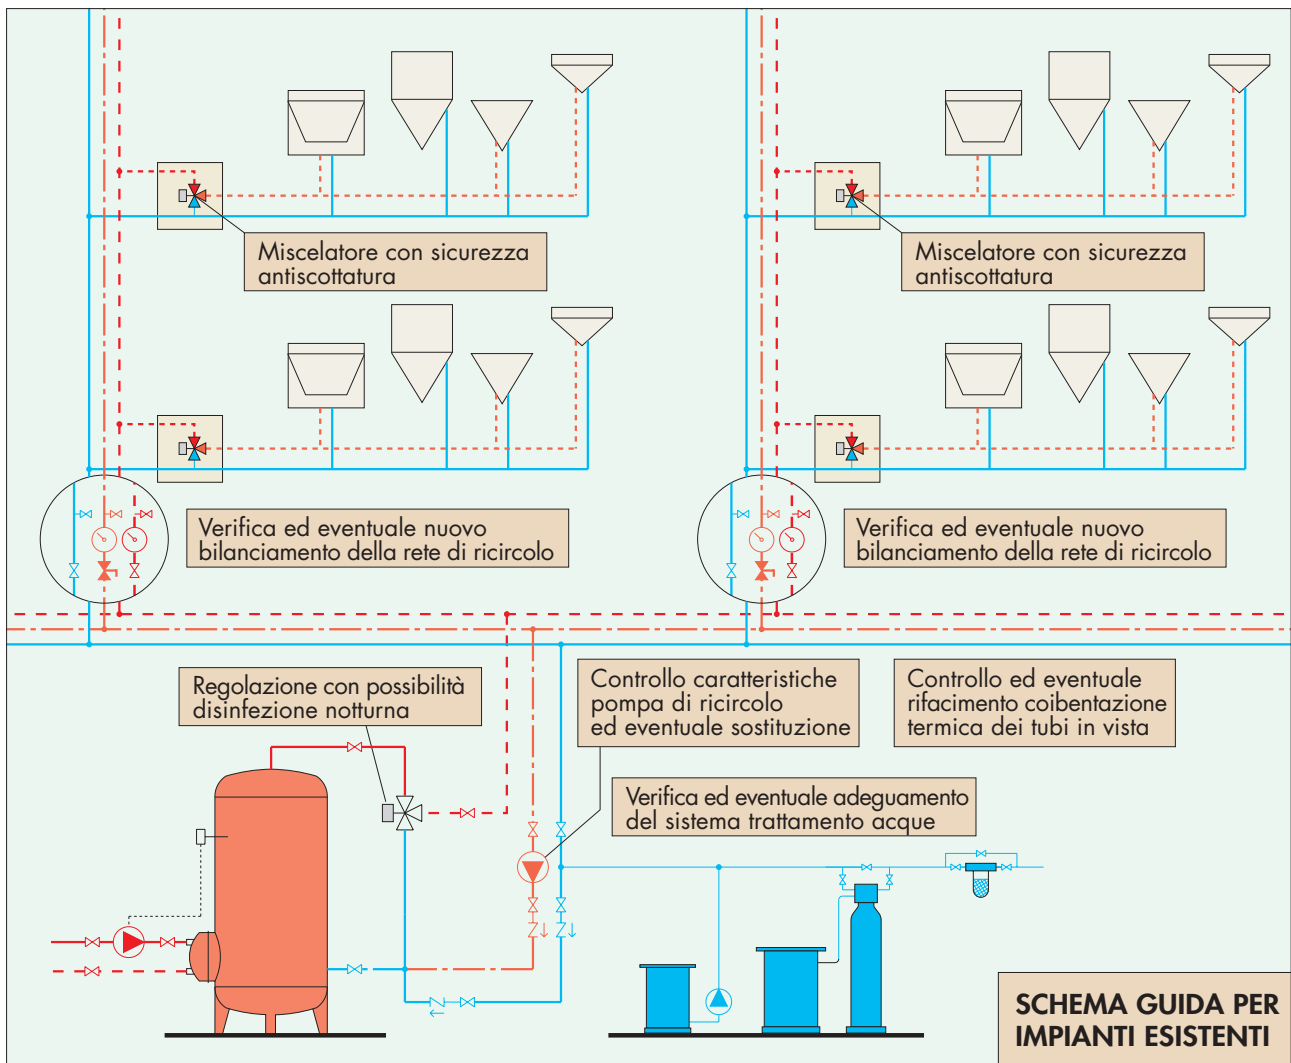 Miscelatore con sicurezza
antiscottatura
Miscelatore con sicurezza
antiscottatura
Verifica ed eventuale nuovo
bilanciamento della rete di ricircolo
Verifica ed eventuale nuovo
bilanciamento della rete di ricircolo
Regolazione con possibilità
disinfezione notturna
Controllo caratteristiche
pompa di ricircolo
ed eventuale sostituzione
Controllo ed eventuale
rifacimento coibentazione
termica dei tubi in vista
Verifica ed eventuale adeguamento
del sistema trattamento acque
SCHEMA GUIDA PER
IMPIANTI ESISTENTI